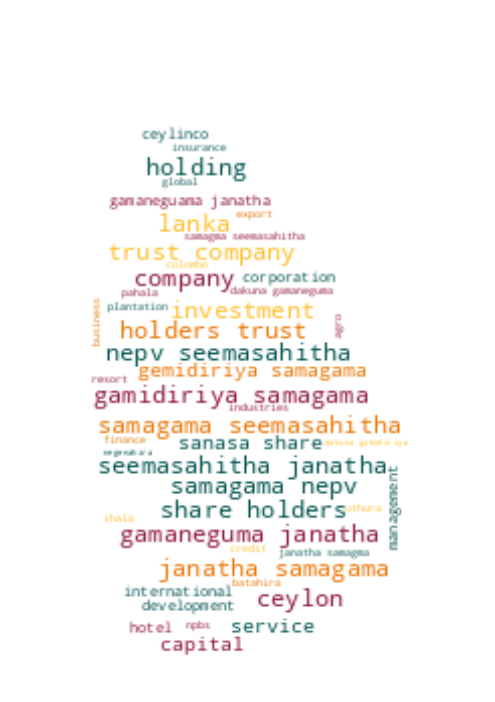 ceylinco
insurance
holding
global
gamaneguama janatha
export
lanka
samagma seemasahitha
trust company
colombo
company corporation
pahala dakuna gamaneguma
plantation investment
business
agro
holders trust
nepv seemasahitha
gemidiriya samagama
resort
gamidiriya samagama
industries
samagama seemasahitha
finance sanasa share dakuna gemidiriya
negenahira
seemasahitha janatha
management
samagama nepv
share holders uthura
ihala
gamaneguma janatha
credit janatha samagma
janatha samagama
batahira
international
ceylon
development
hotel npbs service
capital